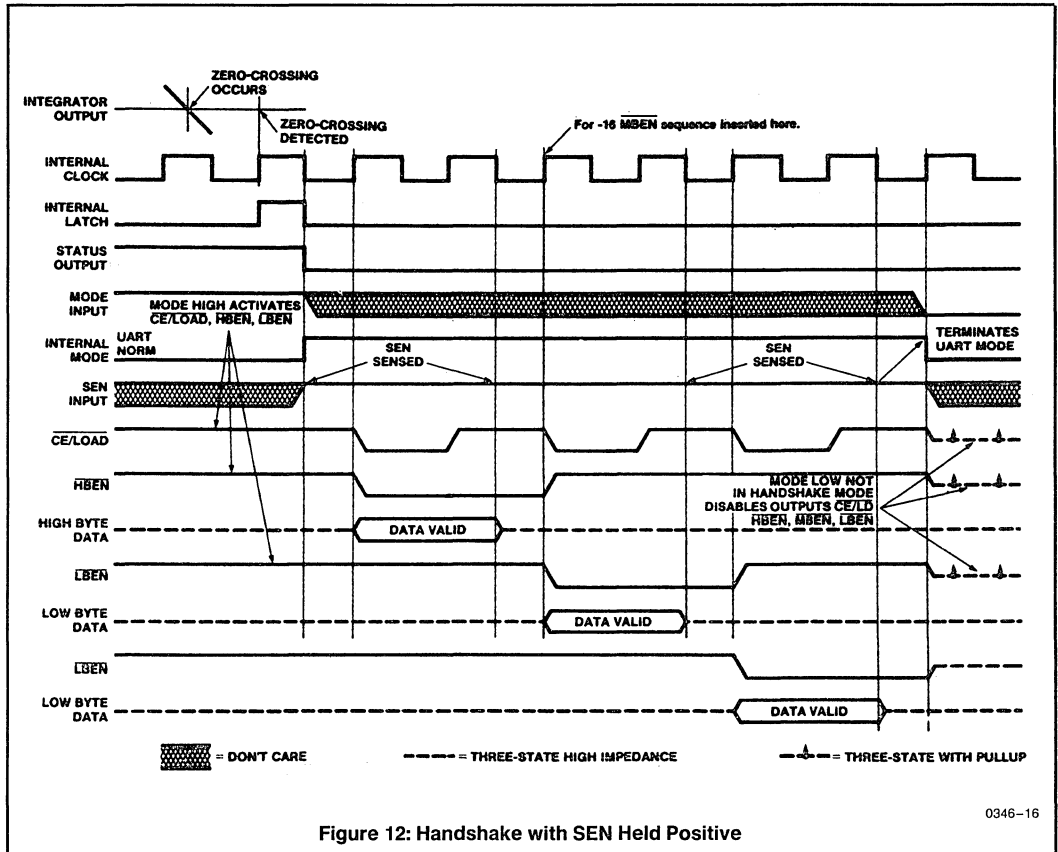 ZERO-CROSSING
OCCURS
INTEGRATOR
OUTPUT
ZERO-CROSSING
DETECTED
For -16 MBEN sequence inserted here.
INTERNAL
CLOCK
INTERNAL
LATCH
STATUS
OUTPUT
MODE
INPUT
MODE HIGH ACTIVATES
CE/LOAD, HBEN, LBEN
INTERNAL
MODE
UART
NORM
SEN
SENSED
SEN
SENSED
TERMINATES
UART MODE
SEN
INPUT
CE/LOAD
HBEN
MODE LOW NOT
IN HANDSHAKE MODE
DISABLES OUTPUTS CE/LD
HBEN, MBEN, LBEN
HIGH BYTE
DATA
DATA VALID
LBEN
LOW BYTE
DATA
DATA VALID
LBEN
LOW BYTE
DATA
DATA VALID
= DON'T CARE
= THREE-STATE HIGH IMPEDANCE
= THREE-STATE WITH PULLUP
0346-16
Figure 12: Handshake with SEN Held Positive